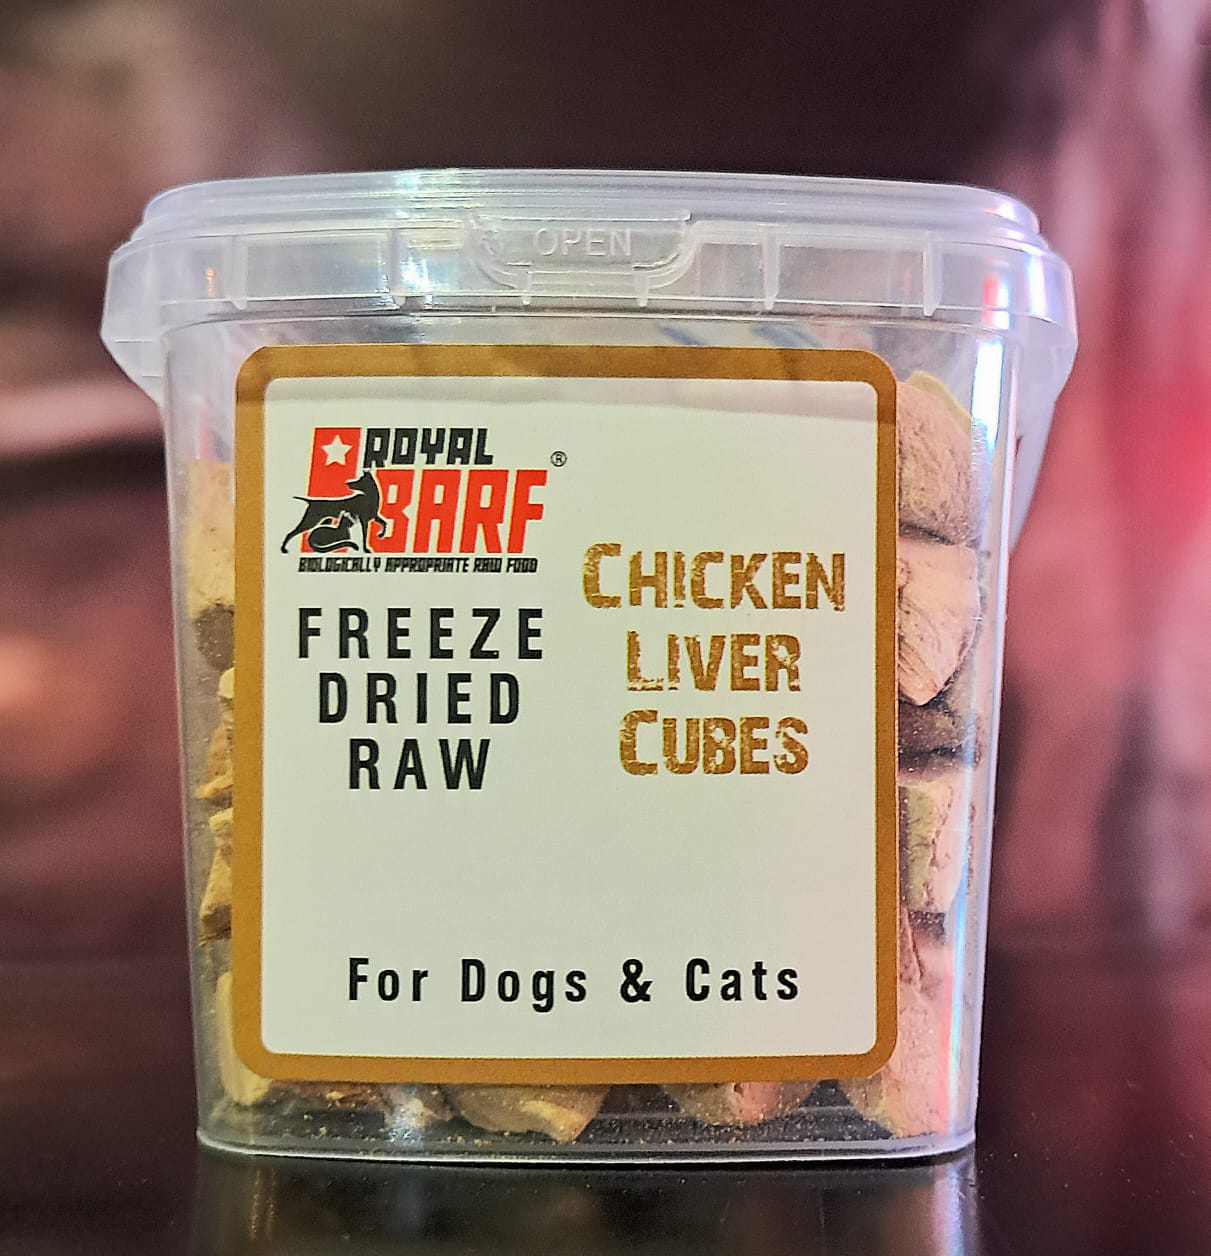 OPEN
ROYAL
BARF ®
BIOLOGICALLY APPROPRIATE RAW FOOD
FREEZE
DRIED
RAW
CHICKEN
LIVER
CUBES
For Dogs & Cats